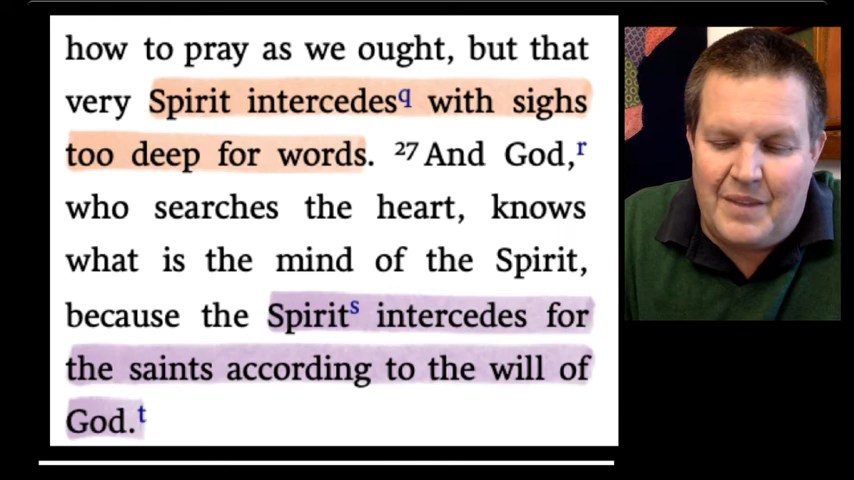 how to pray as we ought, but that
very Spirit intercedesq with sighs
too deep for words. 27 And God,r
who searches the heart, knows
what is the mind of the Spirit,
because the Spirits intercedes for
the saints according to the will of
God.t